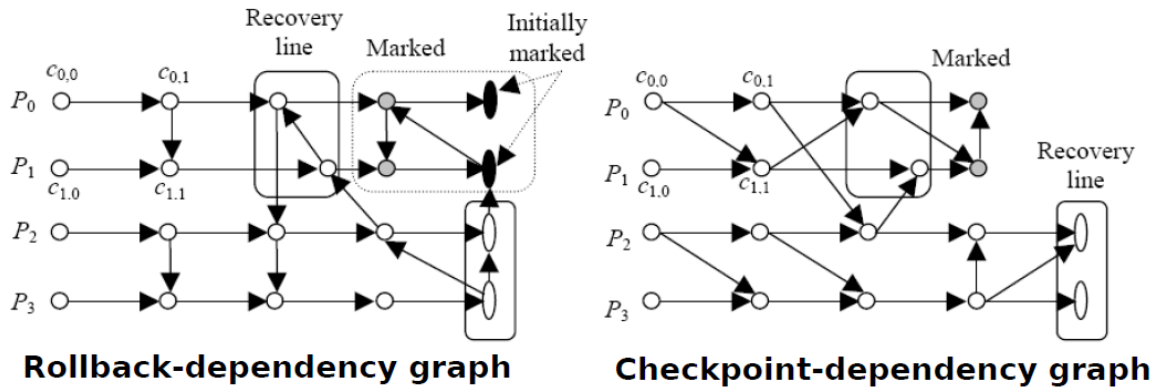 Recovery
line
Marked
Initially
marked
c0,0
c0,1
P0
P1
c1,0
c1,1
P2
P3
Rollback-dependency graph
Marked
c0,0
c0,1
P0
P1
c1,0
c1,1
Recovery
line
P2
P3
Checkpoint-dependency graph